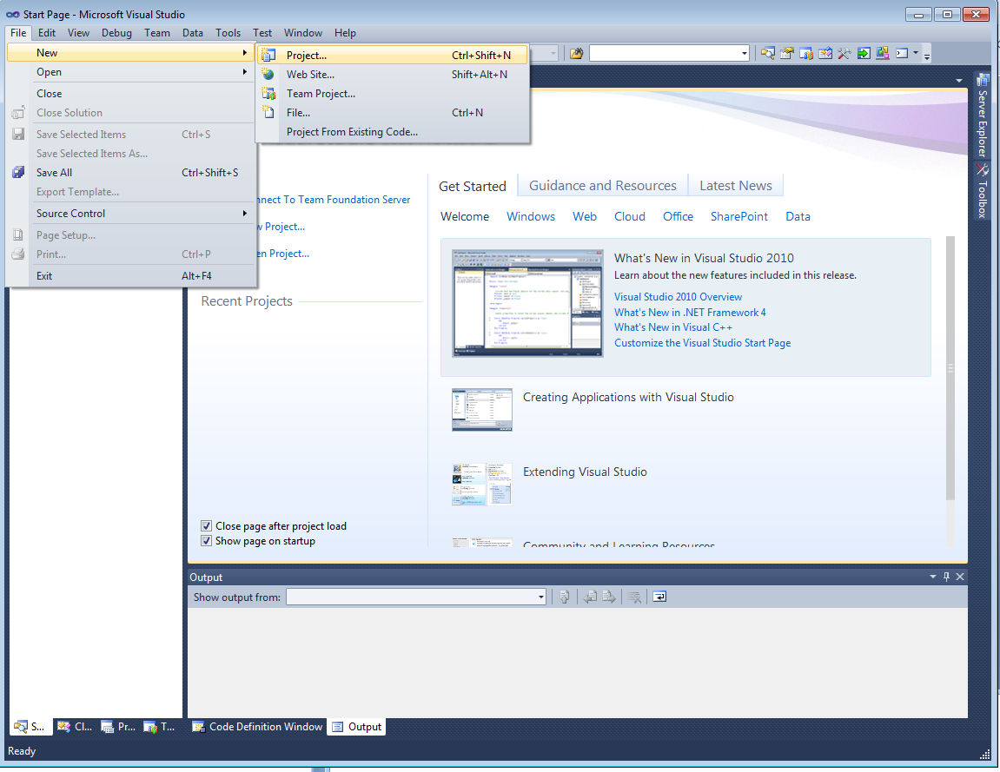 Start Page - Microsoft Visual Studio
File Edit View Debug Team Data Tools Test Window Help
New
Open
Close
Close Solution
Save Selected Items Ctrl+S
Save Selected Items As...
Save All Ctrl+Shift+S
Export Template...
Source Control
Page Setup...
Print... Ctrl+P
Exit Alt+F4
Project... Ctrl+Shift+N
Web Site... Shift+Alt+N
Team Project...
File... Ctrl+N
Project From Existing Code...
Server Explorer
Toolbox
nnect To Team Foundation Server
w Project...
en Project...
Recent Projects
Close page after project load
Show page on startup
Get Started Guidance and Resources Latest News
Welcome Windows Web Cloud Office SharePoint Data
What's New in Visual Studio 2010
Learn about the new features included in this release.
Visual Studio 2010 Overview
What's New in .NET Framework 4
What's New in Visual C++
Customize the Visual Studio Start Page
Creating Applications with Visual Studio
Extending Visual Studio
Community and Learning Resources
Output
Show output from:
S... Cl... Pr... T... Code Definition Window Output
Ready